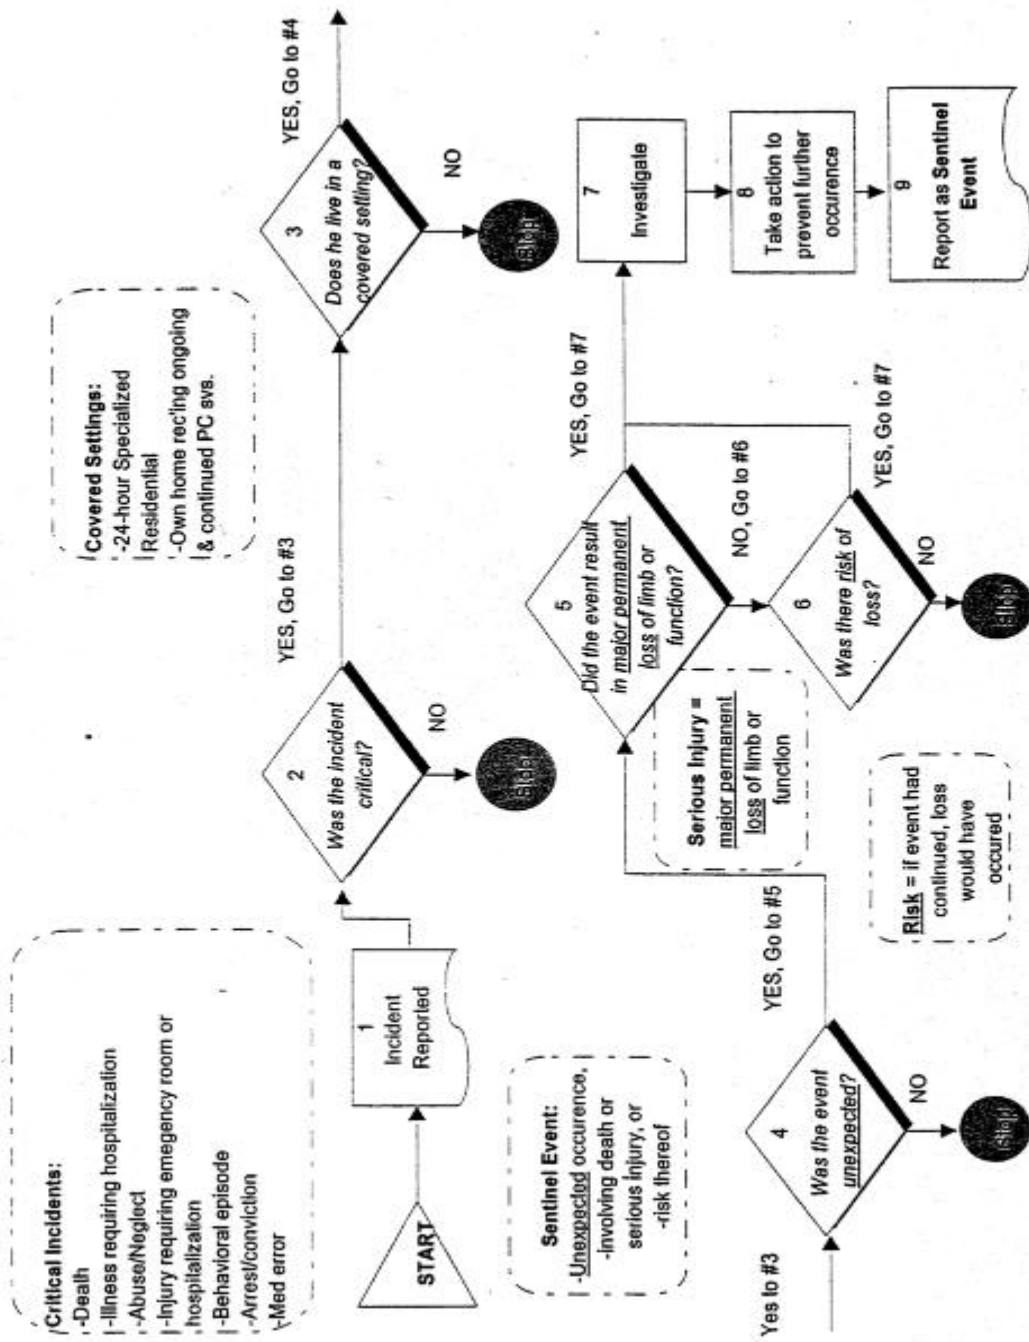 Critical Incidents:
-Death
-Illness requiring hospitalization
-Abuse/Neglect
-Injury requiring emegency room or
hospitalization
-Behavioral episode
-Arrest/conviction
-Med error
START
1
Incident
Reported
2
Was the incident
critical?
NO
YES, Go to #3
Covered Settings:
-24-hour Specialized
Residential
-Own home rec'ing ongoing
& continued PC svs.
3
Does he live in a
covered setting?
NO
YES, Go to #4
Sentinel Event:
-Unexpected occurrence,
-involving death or
serious injury, or
-risk thereof
Yes to #3
4
Was the event
unexpected?
NO
YES, Go to #5
Serious Injury =
major permanent
loss of limb or
function
Risk = if event had
continued, loss
would have
occured
5
Did the event result
in major permanent
loss of limb or
function?
YES, Go to #7
NO, Go to #6
6
Was there risk of
loss?
NO
YES, Go to #7
7
Investigate
8
Take action to
prevent further
occurence
9
Report as Sentinel
Event